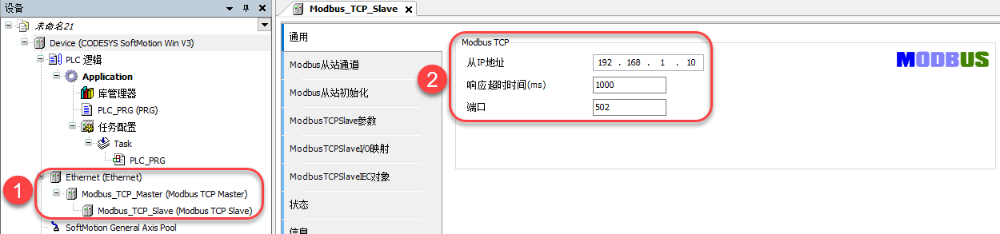 设备
未命名21
Device (CODESYS SoftMotion Win V3)
PLC 逻辑
Application
库管理器
PLC_PRG (PRG)
任务配置
Task
PLC_PRG
Ethernet (Ethernet)
Modbus_TCP_Master (Modbus TCP Master)
Modbus_TCP_Slave (Modbus TCP Slave)
SoftMotion General Axis Pool
1
Modbus_TCP_Slave
通用
Modbus从站通道
Modbus从站初始化
ModbusTCPSlave参数
ModbusTCPSlaveI/O映射
ModbusTCPSlaveIEC对象
状态
信息
2
Modbus TCP
从IP地址 192 . 168 . 1 . 10
响应超时时间(ms) 1000
端口 502
MODBUS